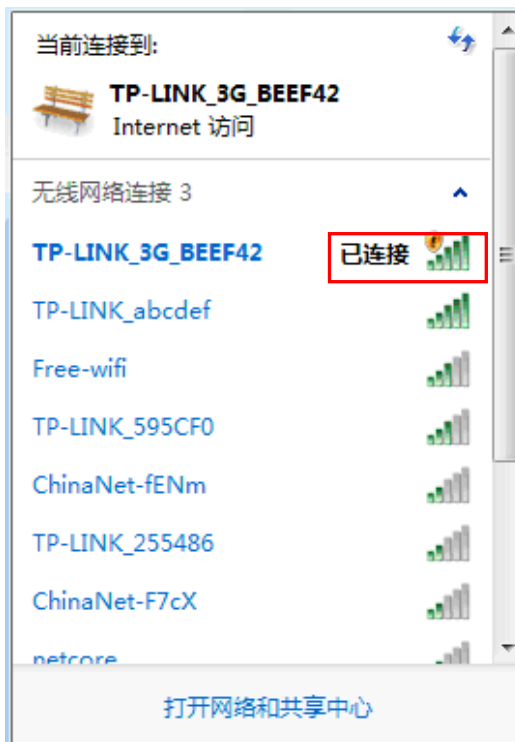 当前连接到:
TP-LINK_3G_BEEF42
Internet 访问
无线网络连接 3
TP-LINK_3G_BEEF42 已连接
TP-LINK_abcdef
Free-wifi
TP-LINK_595CF0
ChinaNet-fENm
TP-LINK_255486
ChinaNet-F7cX
netcore
打开网络和共享中心